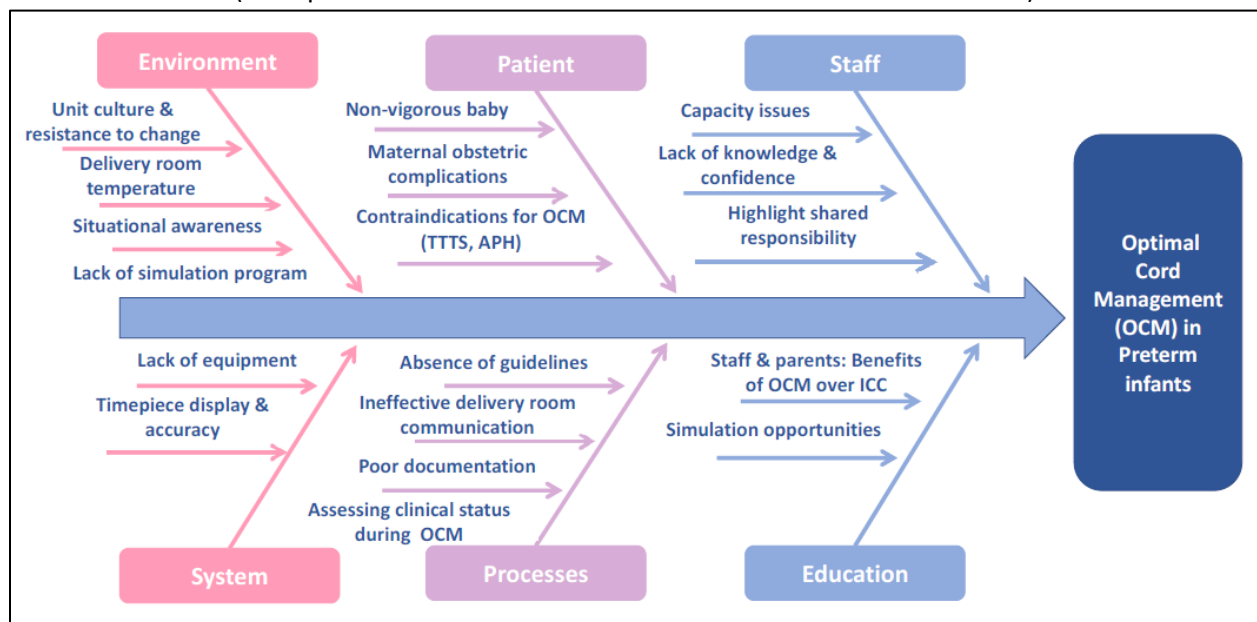 Environment
Patient
Staff
Unit culture &
resistance to change
Delivery room
temperature
Situational awareness
Lack of simulation program
Non-vigorous baby
Maternal obstetric
complications
Contraindications for OCM
(TTTS, APH)
Capacity issues
Lack of knowledge &
confidence
Highlight shared
responsibility
Optimal
Cord
Management
(OCM) in
Preterm
infants
Lack of equipment
Timepiece display &
accuracy
Absence of guidelines
Ineffective delivery room
communication
Poor documentation
Assessing clinical status
during OCM
Staff & parents: Benefits
of OCM over ICC
Simulation opportunities
System
Processes
Education